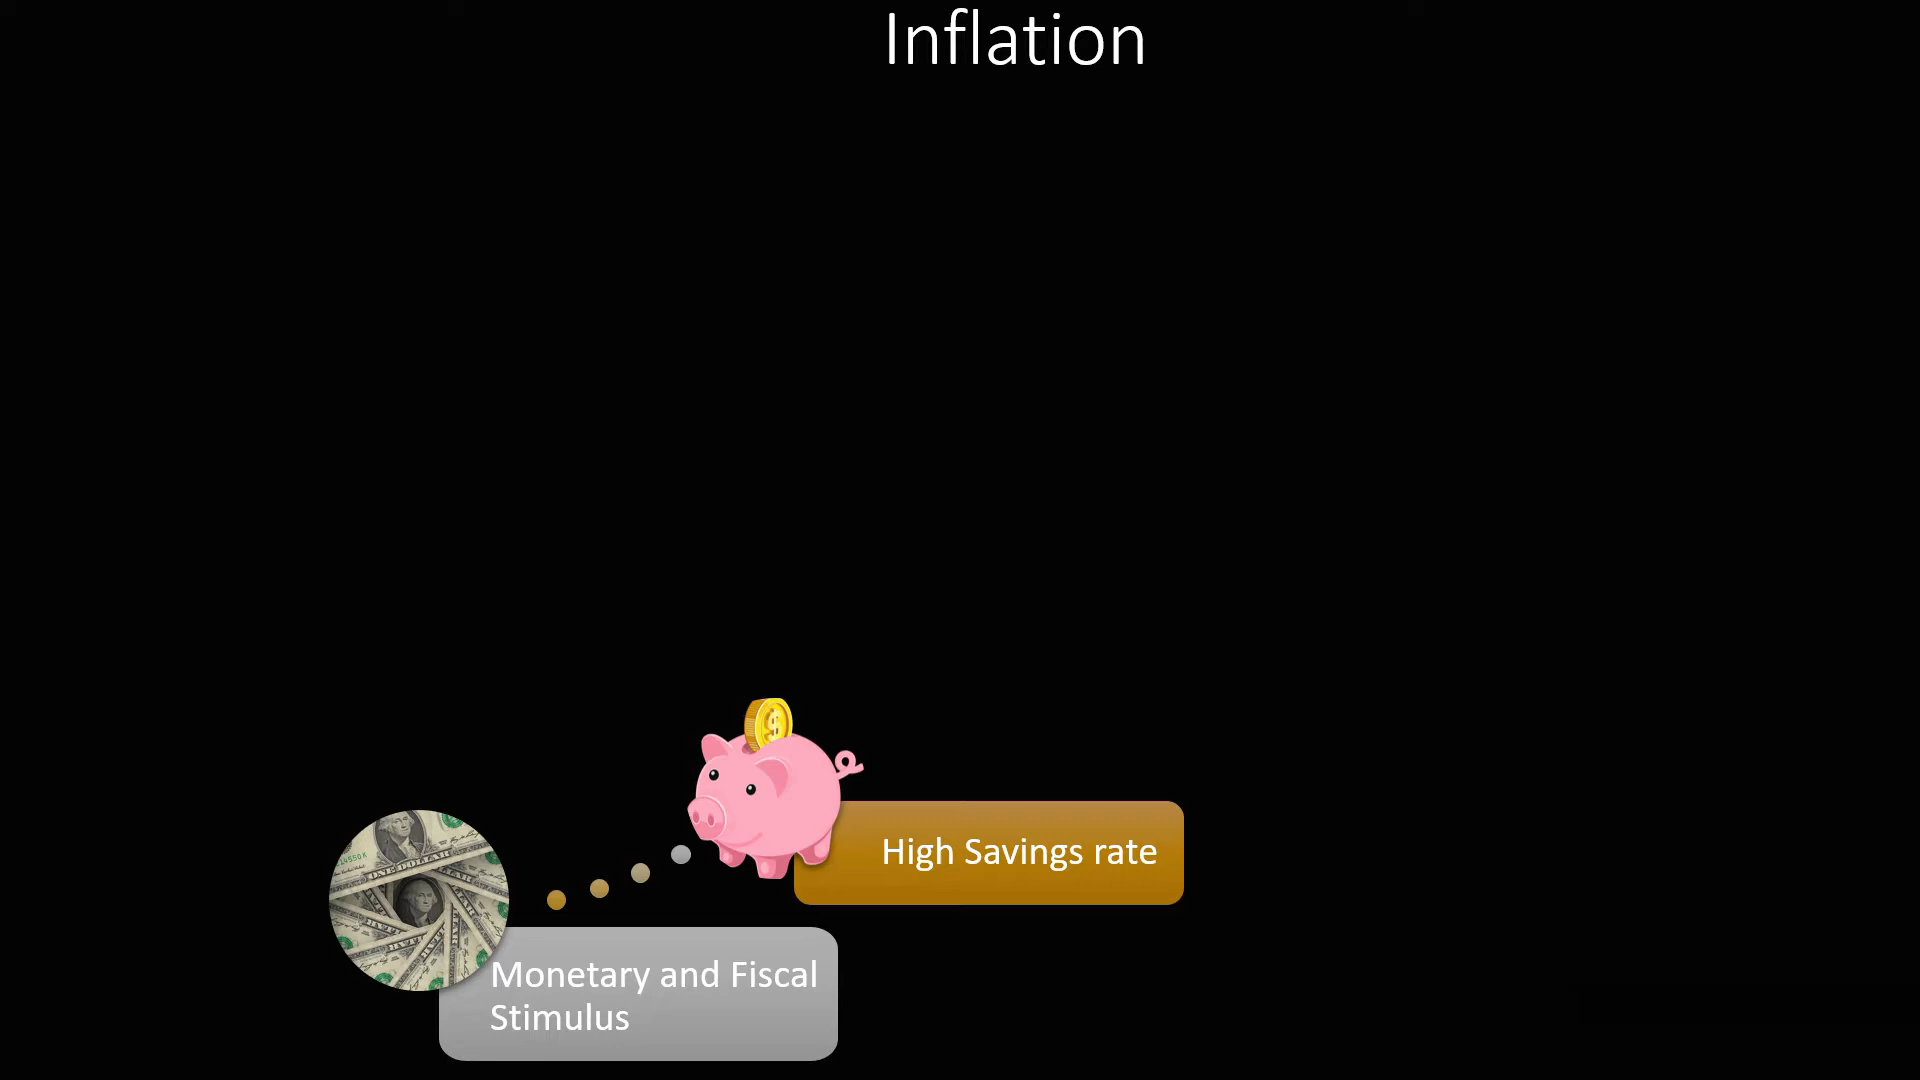 Inflation
High Savings rate
Monetary and Fiscal
Stimulus